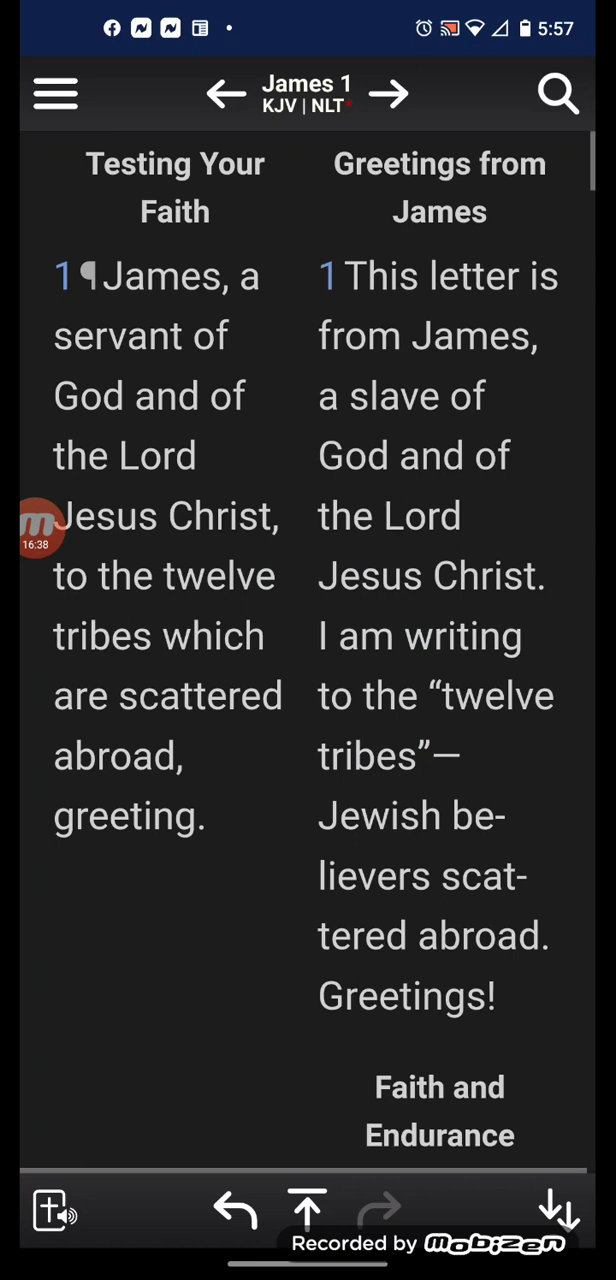 5:57
James 1
KJV | NLT*
Testing Your
Faith
1 ¶ James, a
servant of
God and of
the Lord
Jesus Christ,
to the twelve
tribes which
are scattered
abroad,
greeting.
Greetings from
James
1 This letter is
from James,
a slave of
God and of
the Lord
Jesus Christ.
I am writing
to the “twelve
tribes”—
Jewish be-
lievers scat-
tered abroad.
Greetings!
Faith and
Endurance
m
16:38
Recorded by mobizen